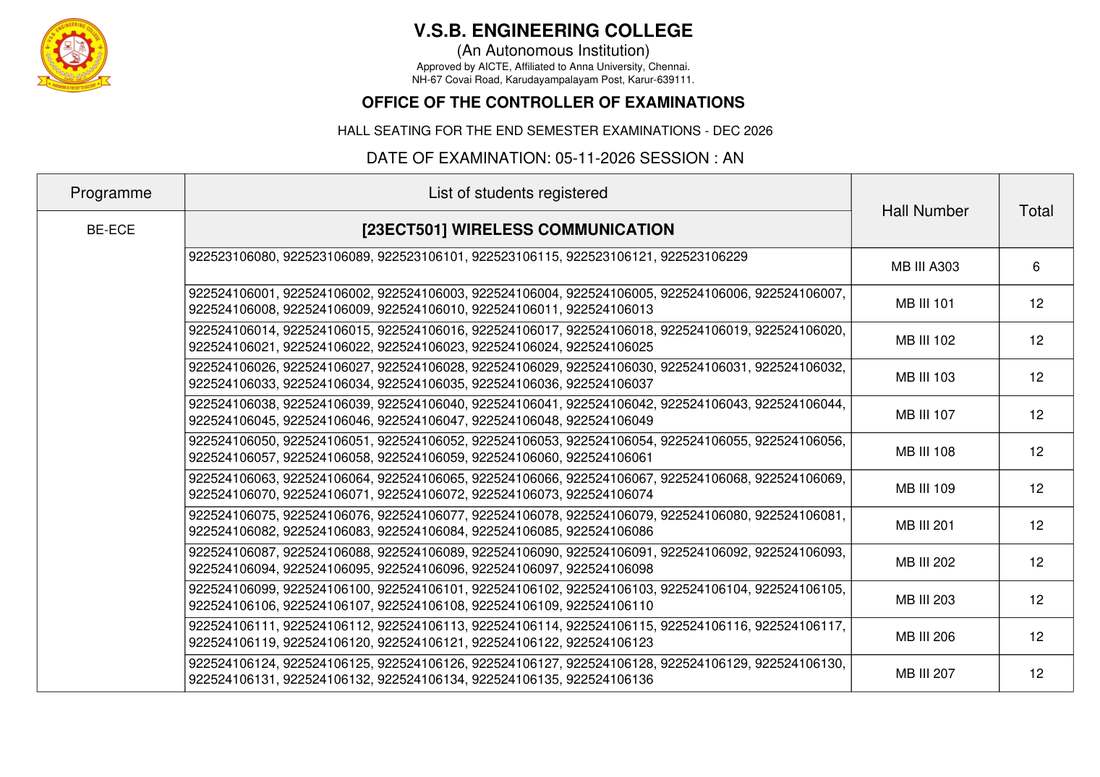 V.S.B. ENGINEERING COLLEGE
(An Autonomous Institution)
Approved by AICTE, Affiliated to Anna University, Chennai.
NH-67 Covai Road, Karudayampalayam Post, Karur-639111.
OFFICE OF THE CONTROLLER OF EXAMINATIONS
HALL SEATING FOR THE END SEMESTER EXAMINATIONS - DEC 2026
DATE OF EXAMINATION: 05-11-2026 SESSION : AN
Programme List of students registered Hall Number Total
BE-ECE [23ECT501] WIRELESS COMMUNICATION
922523106080, 922523106089, 922523106101, 922523106115, 922523106121, 922523106229
MB III A303 6
922524106001, 922524106002, 922524106003, 922524106004, 922524106005, 922524106006, 922524106007,
922524106008, 922524106009, 922524106010, 922524106011, 922524106013
MB III 101 12
922524106014, 922524106015, 922524106016, 922524106017, 922524106018, 922524106019, 922524106020,
922524106021, 922524106022, 922524106023, 922524106024, 922524106025
MB III 102 12
922524106026, 922524106027, 922524106028, 922524106029, 922524106030, 922524106031, 922524106032,
922524106033, 922524106034, 922524106035, 922524106036, 922524106037
MB III 103 12
922524106038, 922524106039, 922524106040, 922524106041, 922524106042, 922524106043, 922524106044,
922524106045, 922524106046, 922524106047, 922524106048, 922524106049
MB III 107 12
922524106050, 922524106051, 922524106052, 922524106053, 922524106054, 922524106055, 922524106056,
922524106057, 922524106058, 922524106059, 922524106060, 922524106061
MB III 108 12
922524106063, 922524106064, 922524106065, 922524106066, 922524106067, 922524106068, 922524106069,
922524106070, 922524106071, 922524106072, 922524106073, 922524106074
MB III 109 12
922524106075, 922524106076, 922524106077, 922524106078, 922524106079, 922524106080, 922524106081,
922524106082, 922524106083, 922524106084, 922524106085, 922524106086
MB III 201 12
922524106087, 922524106088, 922524106089, 922524106090, 922524106091, 922524106092, 922524106093,
922524106094, 922524106095, 922524106096, 922524106097, 922524106098
MB III 202 12
922524106099, 922524106100, 922524106101, 922524106102, 922524106103, 922524106104, 922524106105,
922524106106, 922524106107, 922524106108, 922524106109, 922524106110
MB III 203 12
922524106111, 922524106112, 922524106113, 922524106114, 922524106115, 922524106116, 922524106117,
922524106119, 922524106120, 922524106121, 922524106122, 922524106123
MB III 206 12
922524106124, 922524106125, 922524106126, 922524106127, 922524106128, 922524106129, 922524106130,
922524106131, 922524106132, 922524106134, 922524106135, 922524106136
MB III 207 12